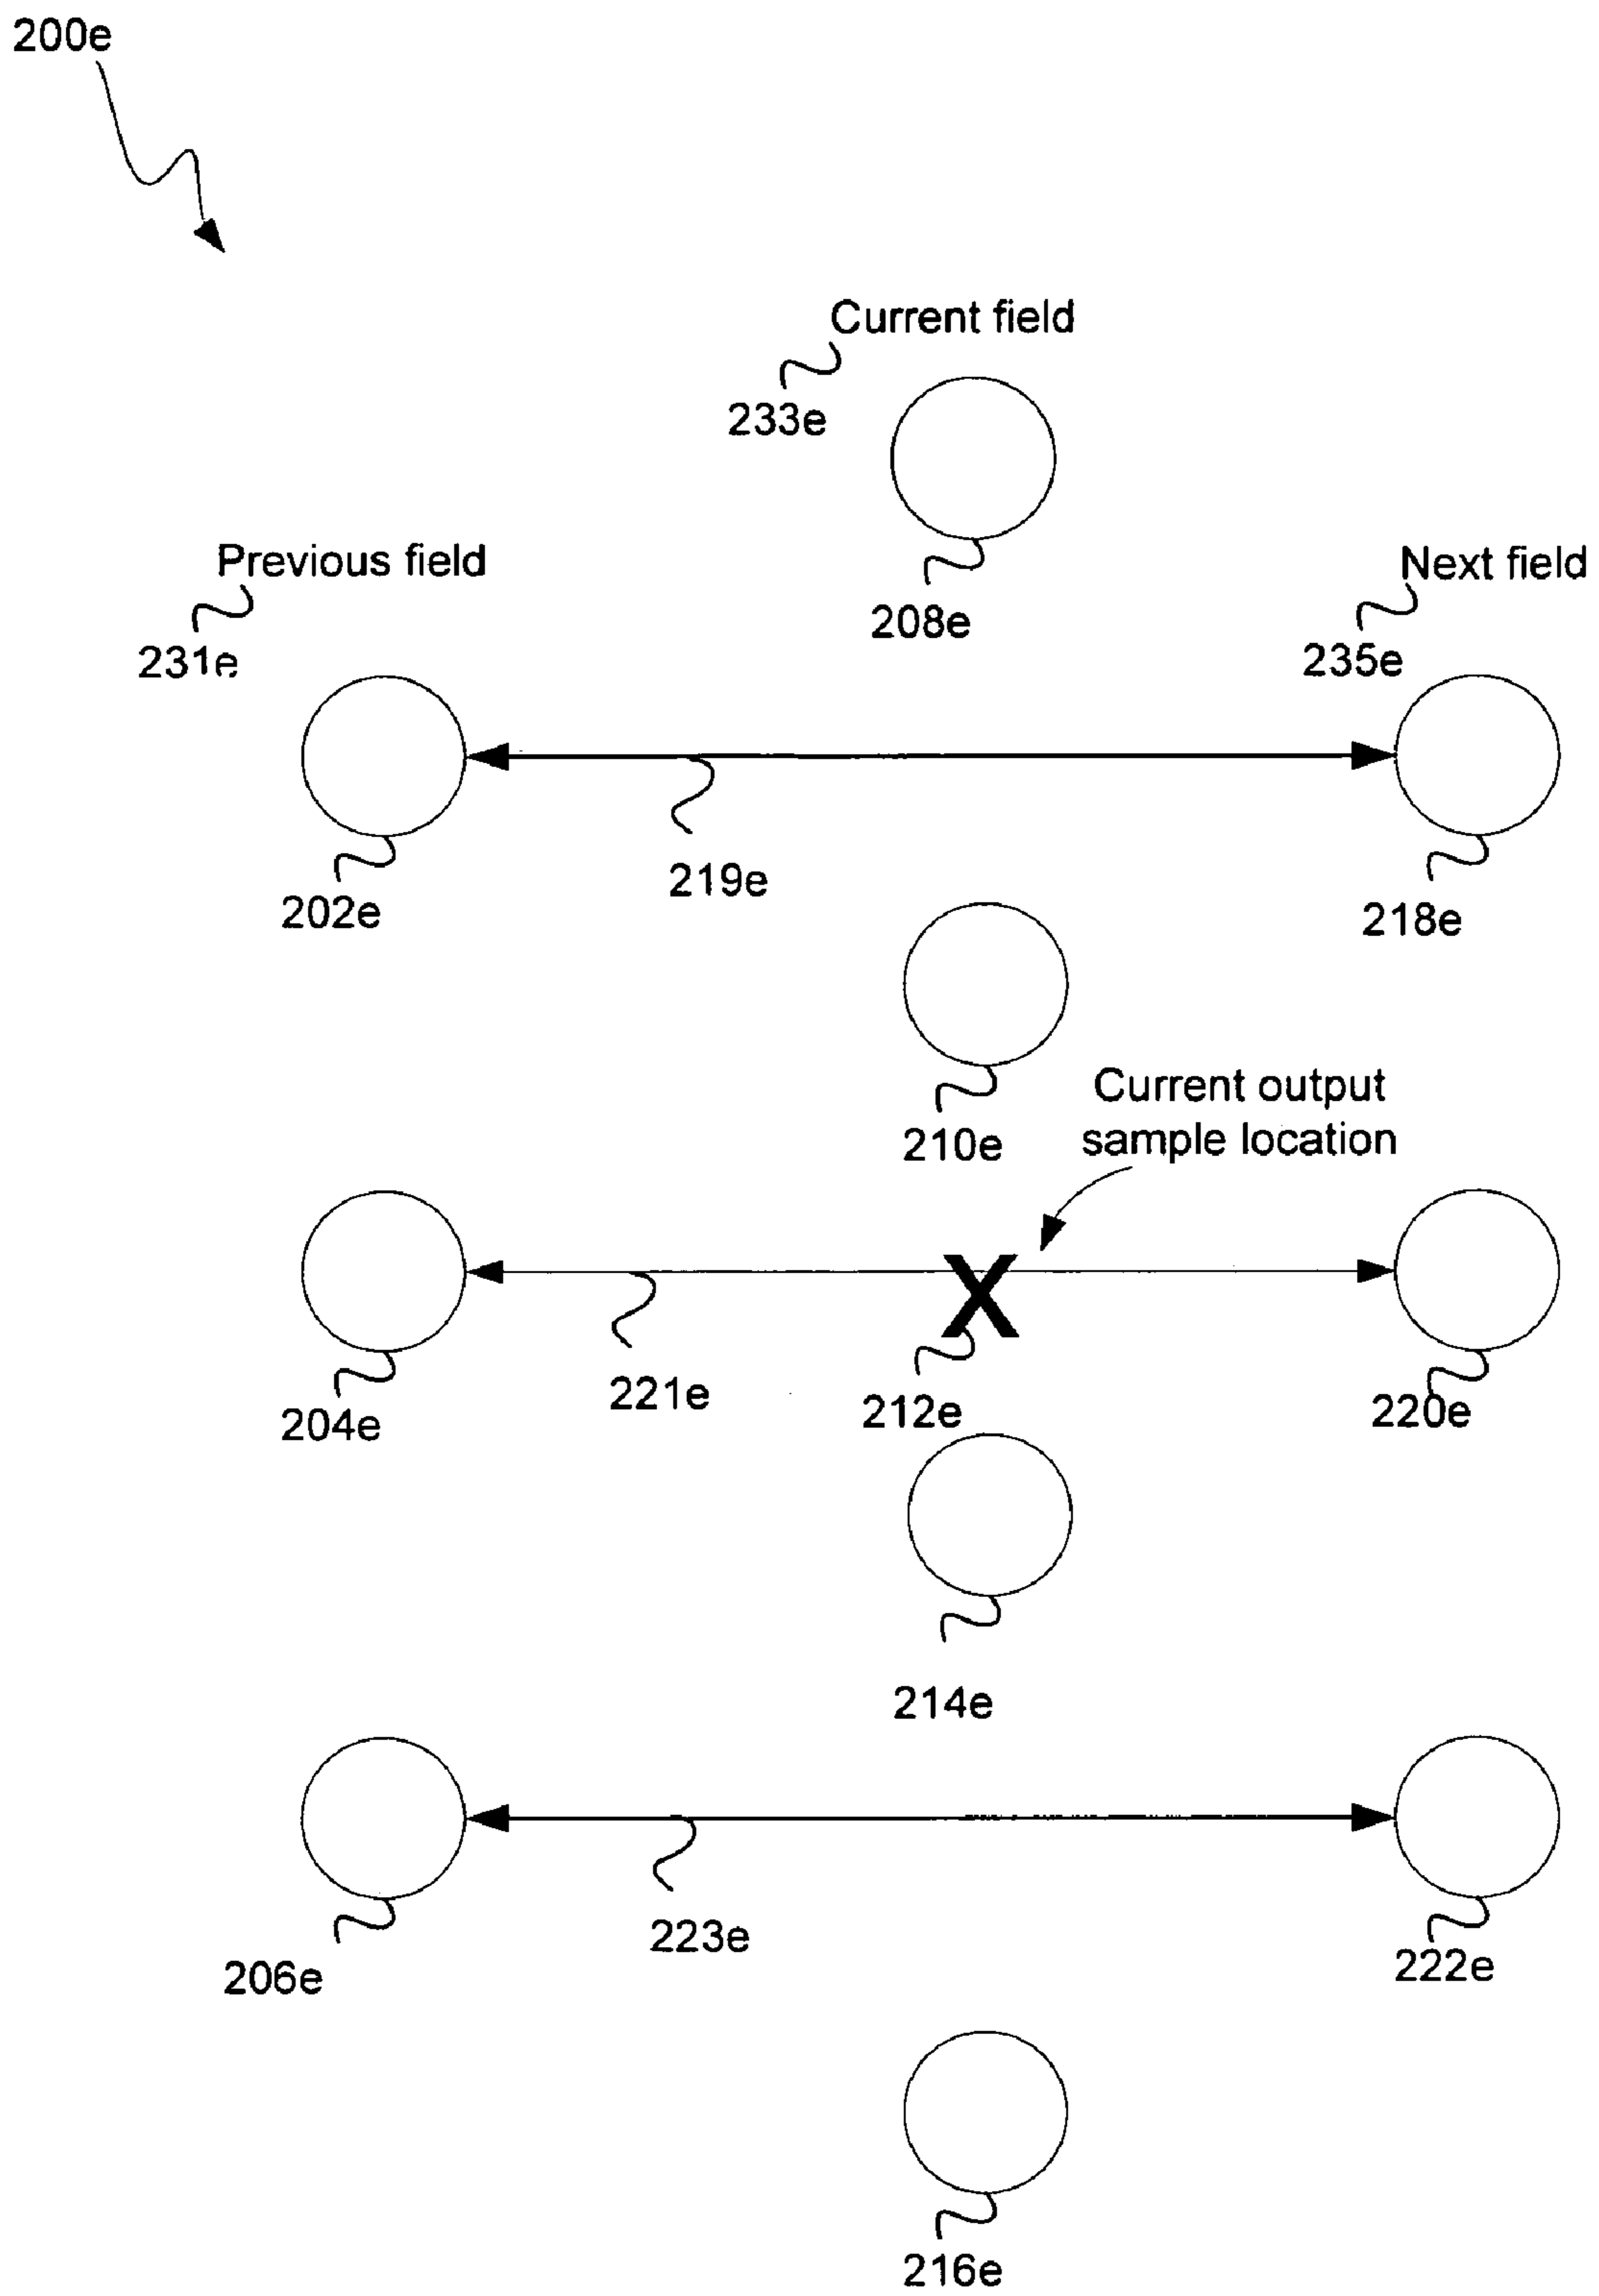 200e
Current field
233e
208e
Previous field
231e
Next field
235e
202e
219e
218e
210e
Current output
sample location
X
204e
221e
212e
220e
214e
206e
223e
222e
216e